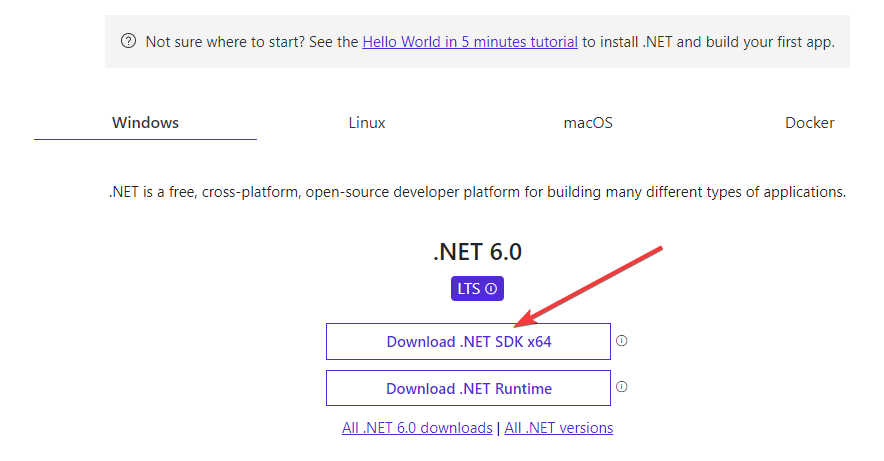 Not sure where to start? See the Hello World in 5 minutes tutorial to install .NET and build your first app.
Windows Linux macOS Docker
.NET is a free, cross-platform, open-source developer platform for building many different types of applications.
.NET 6.0
LTS
Download .NET SDK x64
Download .NET Runtime
All .NET 6.0 downloads | All .NET versions